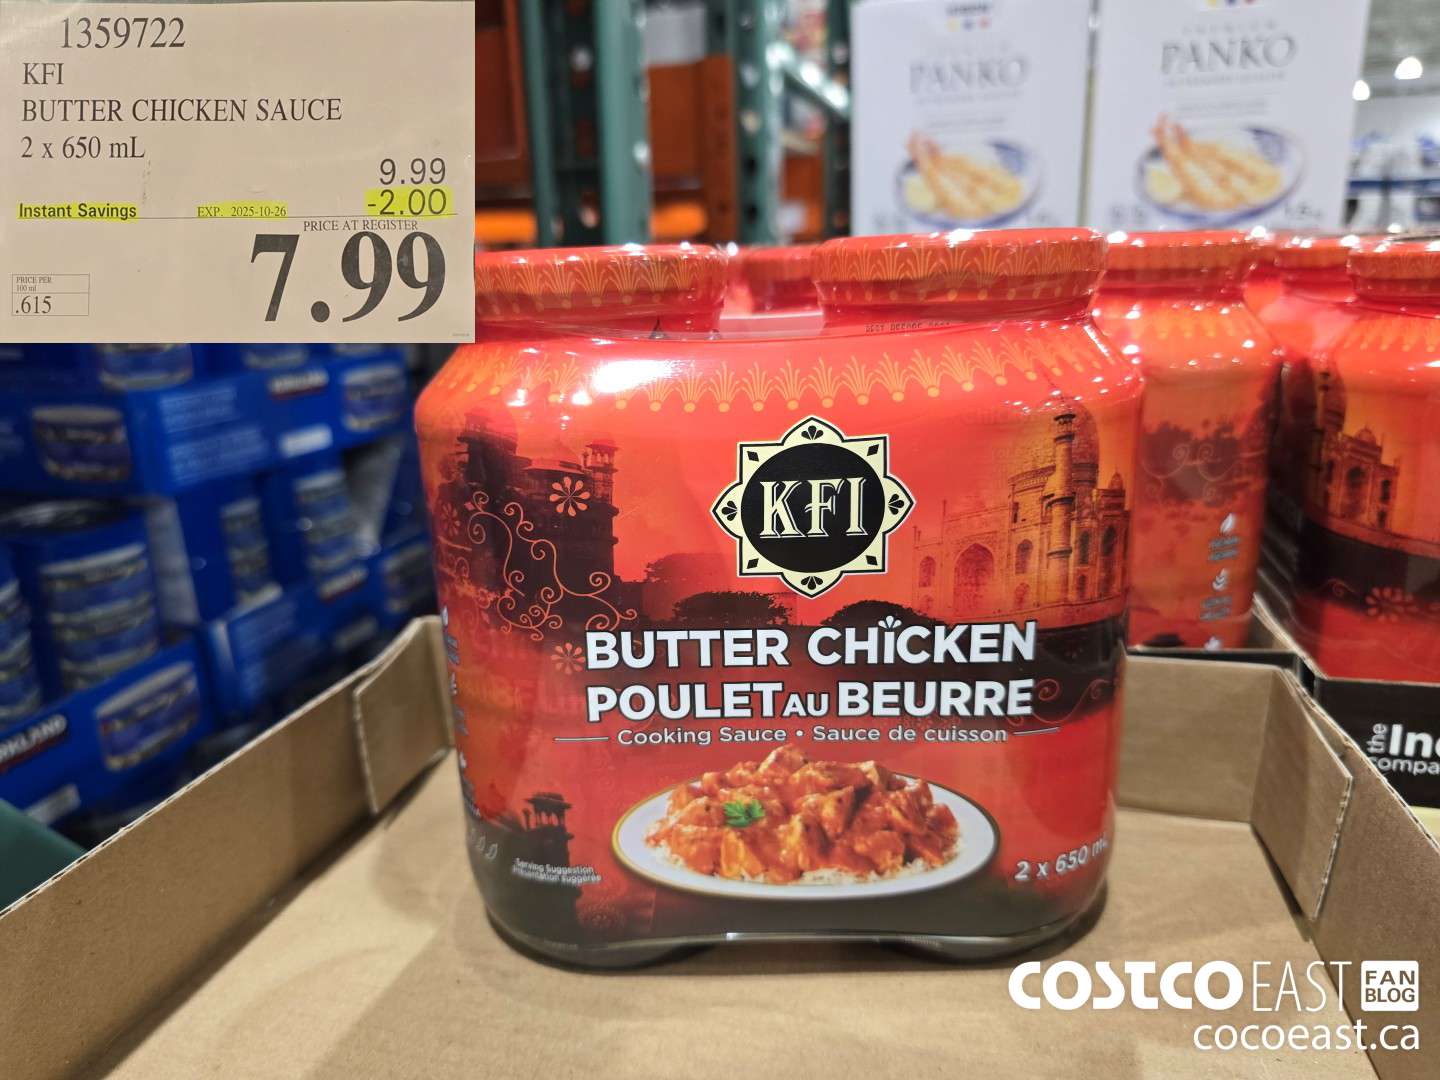 1359722
KFI
BUTTER CHICKEN SAUCE
2 x 650 mL
9.99
Instant Savings EXP. 2025-10-26 -2.00
PRICE AT REGISTER
7.99
PRICE PER
100 ml
.615
PANKO
PANKO
KFI
BUTTER CHICKEN
POULET AU BEURRE
Cooking Sauce • Sauce de cuisson
Serving Suggestion
Présentation suggérée
2 x 650 mL
the
compa
COSTCO EAST FAN BLOG
cocoeast.ca